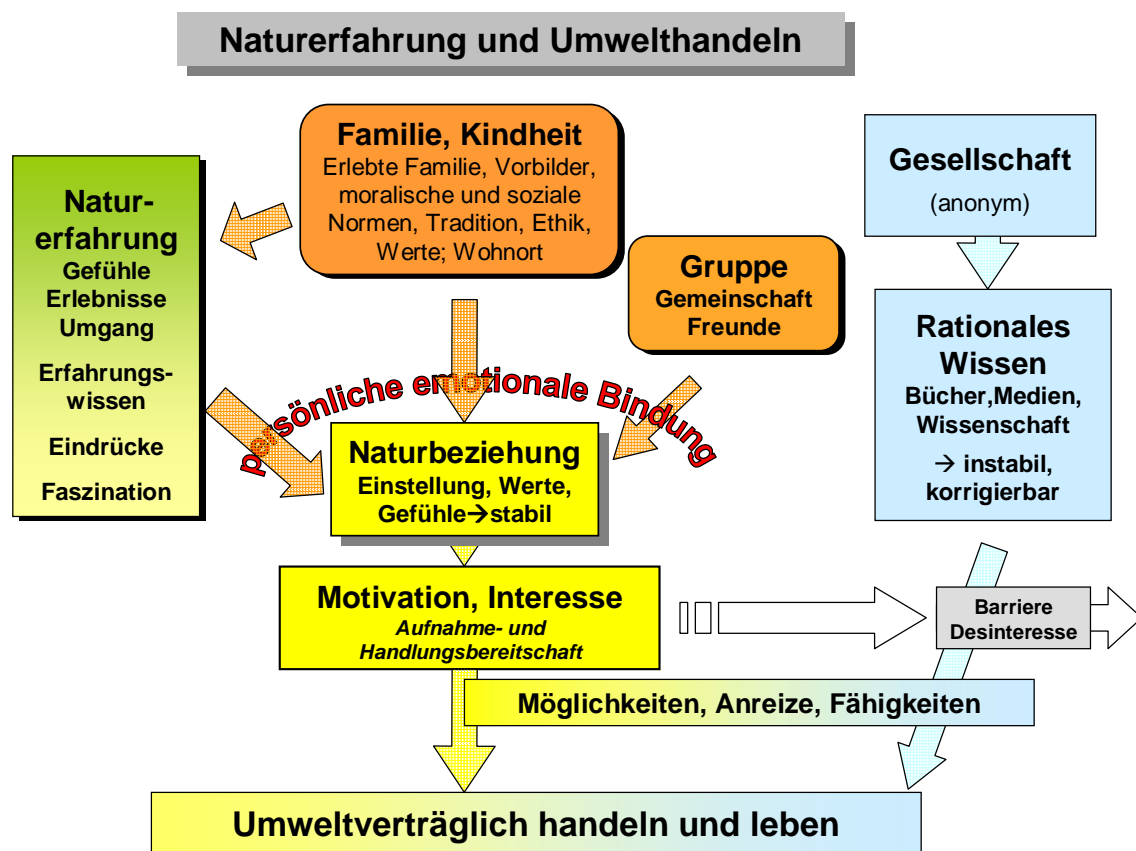 Naturerfahrung und Umwelthandeln
Familie, Kindheit
Erlebte Familie, Vorbilder,
moralische und soziale
Normen, Tradition, Ethik,
Werte; Wohnort
Natur-
erfahrung
Gefühle
Erlebnisse
Umgang
Erfahrungs-
wissen
Eindrücke
Faszination
Gruppe
Gemeinschaft
Freunde
Gesellschaft
(anonym)
Rationales
Wissen
Bücher,Medien,
Wissenschaft
→ instabil,
korrigierbar
persönliche emotionale Bindung
Naturbeziehung
Einstellung, Werte,
Gefühle→stabil
Motivation, Interesse
Aufnahme- und
Handlungsbereitschaft
Barriere
Desinteresse
Möglichkeiten, Anreize, Fähigkeiten
Umweltverträglich handeln und leben